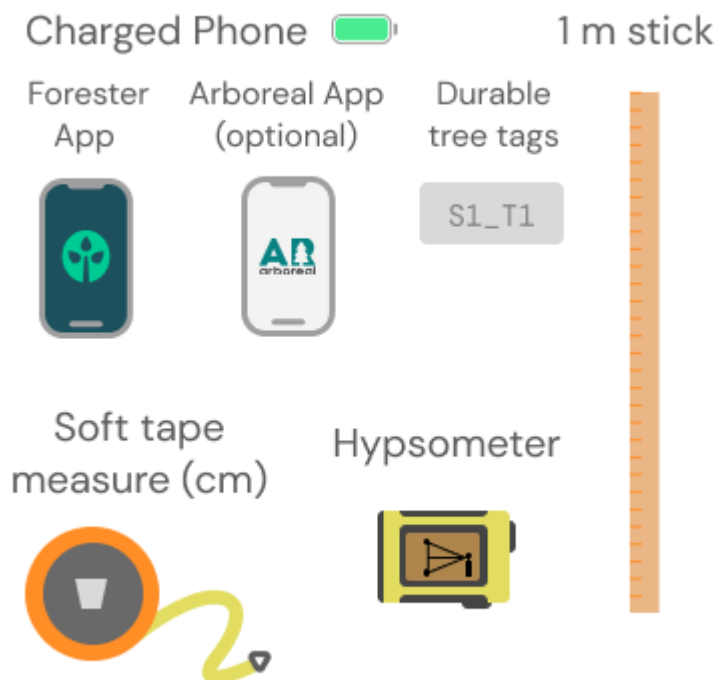 Charged Phone
1 m stick
Forester
App
Arboreal App
(optional)
Durable
tree tags
S1_T1
AR
arboreal
Soft tape
measure (cm)
Hypsometer